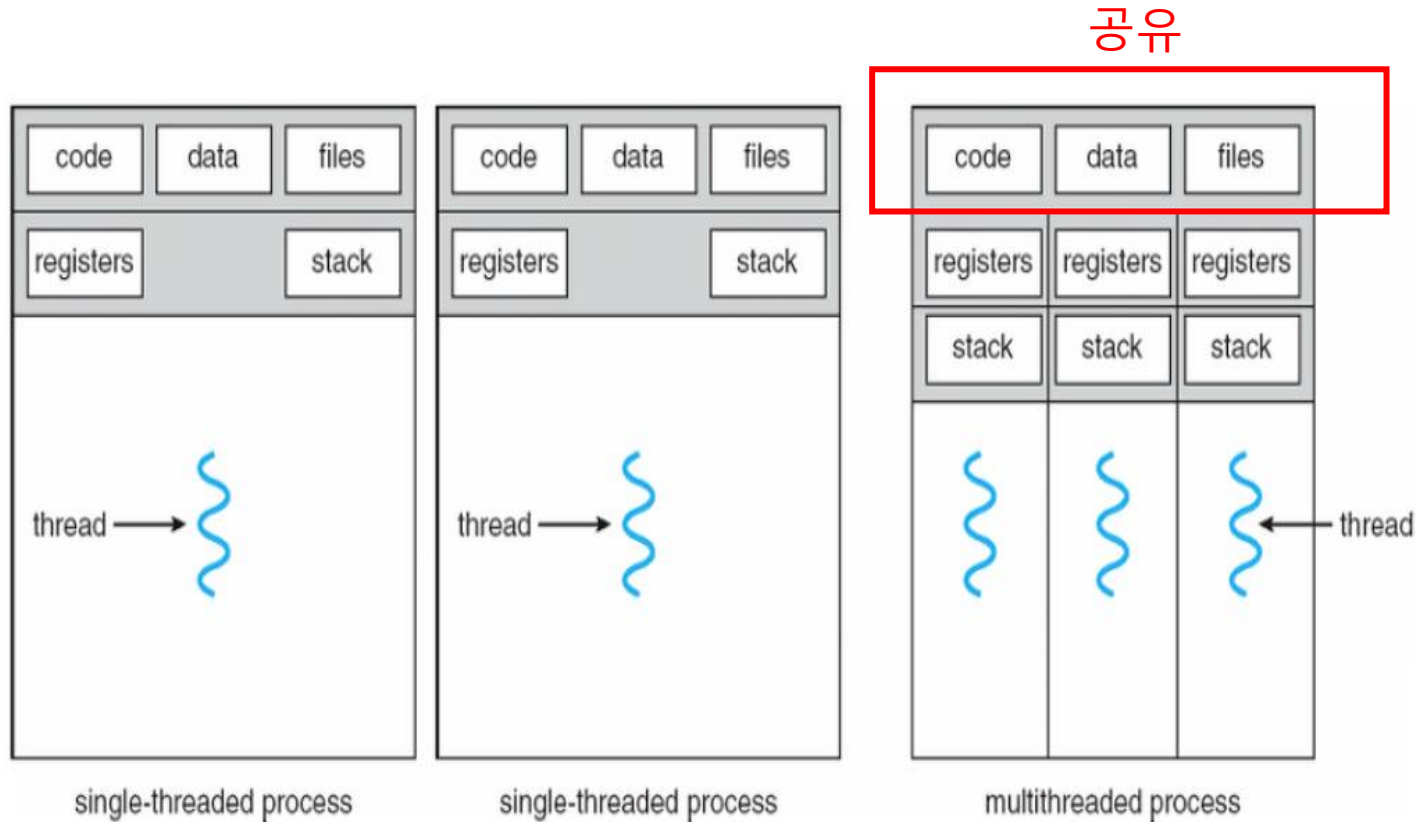 공유
code data files code data files code data files
registers stack registers stack registers registers registers
stack stack stack
thread thread thread
single-threaded process single-threaded process multithreaded process